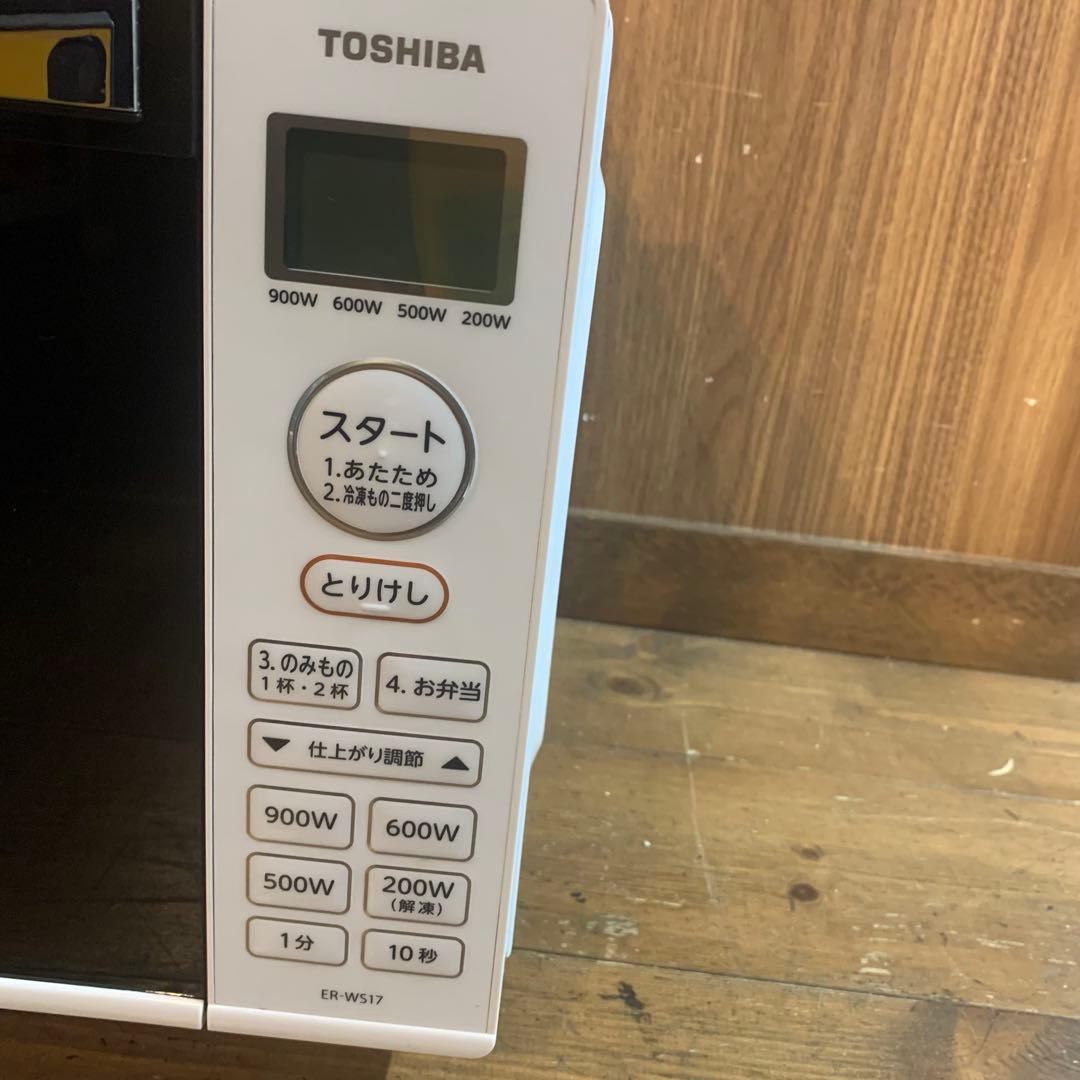 TOSHIBA
900W 600W 500W 200W
スタート
1.あたため
2.冷凍もの二度押し
とりけし
3.のみもの
1杯・2杯
4.お弁当
▼ 仕上がり調節 ▲
900W
600W
500W
200W
(解凍)
1分
10秒
ER-WS17